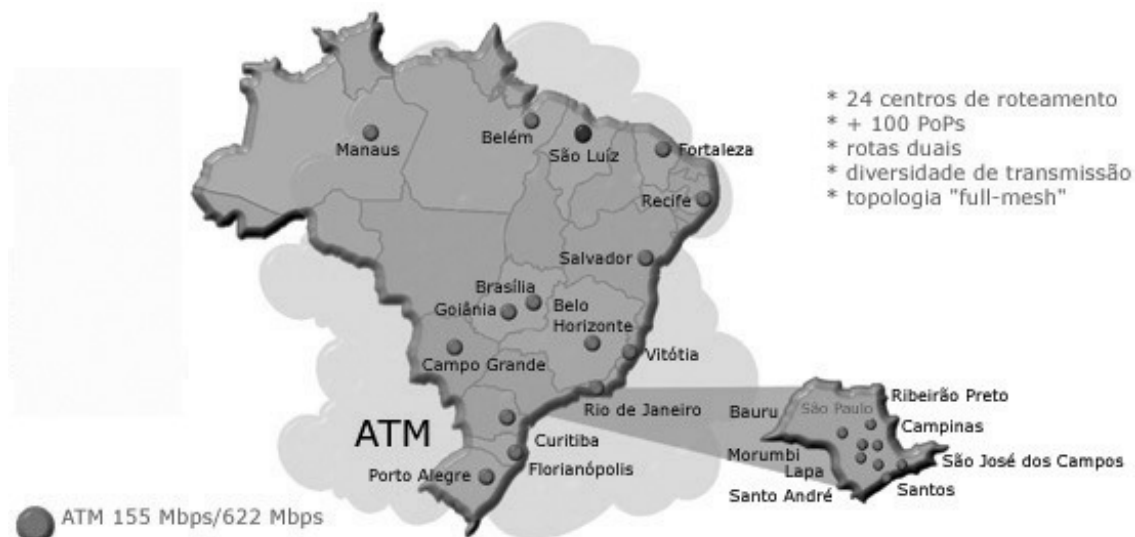 * 24 centros de roteamento
* + 100 PoPs
* rotas duais
* diversidade de transmissão
* topologia "full-mesh"
Manaus
Belém
São Luíz
Fortaleza
Recife
Salvador
Brasília
Goiânia
Belo
Horizonte
Campo Grande
Vitótia
Rio de Janeiro
ATM
Curitiba
Florianópolis
Porto Alegre
São Paulo
Ribeirão Preto
Bauru
Campinas
Morumbi
Lapa
São José dos Campos
Santo André
Santos
ATM 155 Mbps/622 Mbps